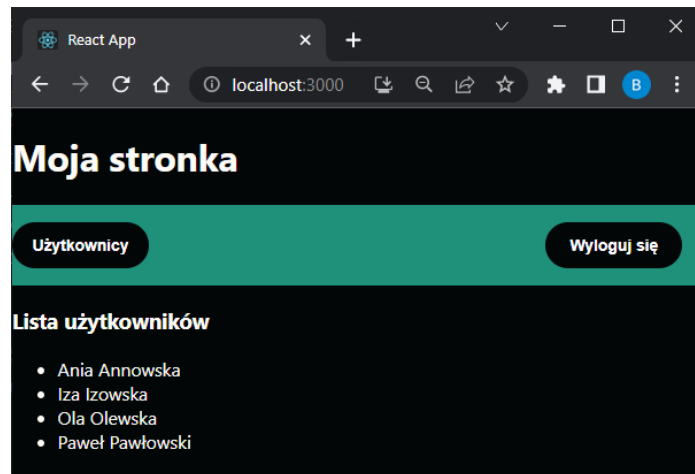 React App
localhost:3000
B
Moja stronka
Użytkownicy
Wyloguj się
Lista użytkowników
Ania Annowska
Iza Izowska
Ola Olewska
Paweł Pawłowski